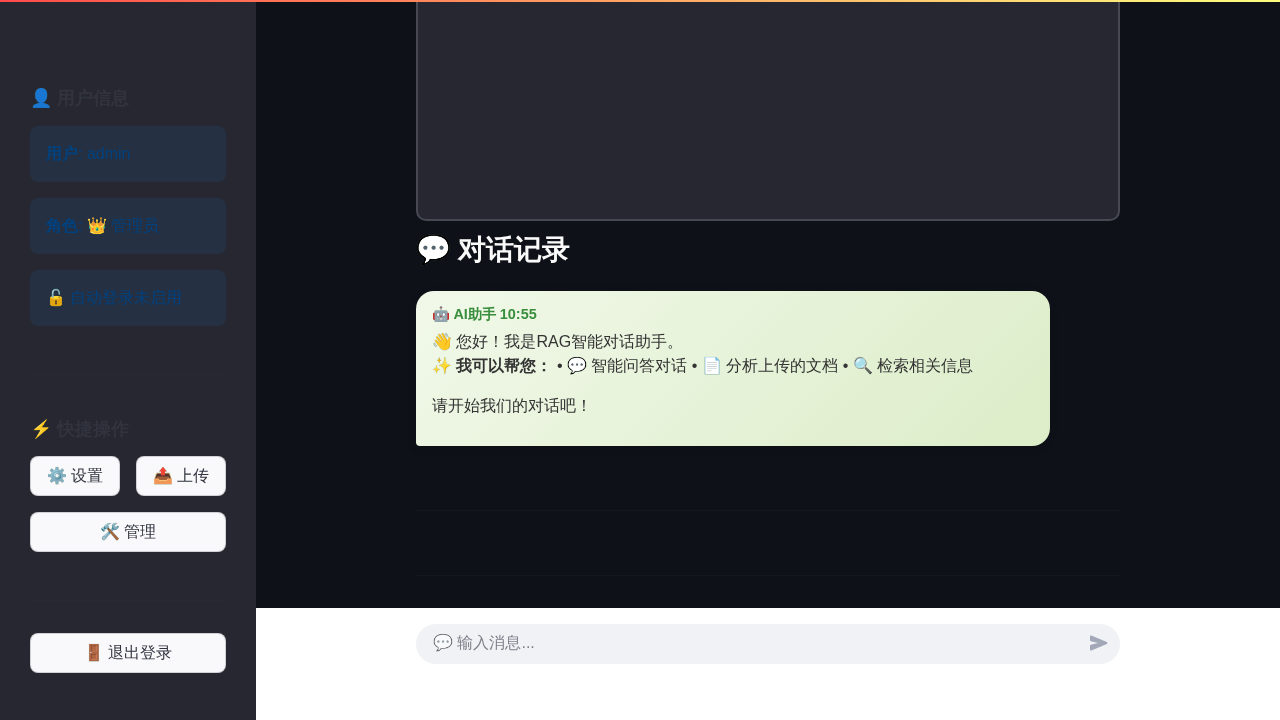 👤 用户信息
用户: admin
角色: 👑 管理员
🔓 自动登录未启用
⚡ 快捷操作
⚙️ 设置
📤 上传
🛠️ 管理
🚪 退出登录
💬 对话记录
🤖 AI助手 10:55
👋 您好！我是RAG智能对话助手。
✨ 我可以帮您： • 💬 智能问答对话 • 📄 分析上传的文档 • 🔍 检索相关信息
请开始我们的对话吧！
💬 输入消息...